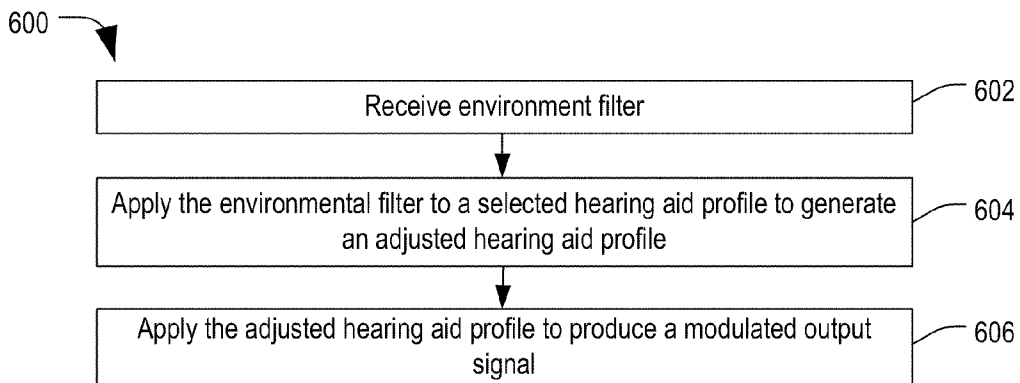 600
Receive environment filter
602
Apply the environmental filter to a selected hearing aid profile to generate
an adjusted hearing aid profile
604
Apply the adjusted hearing aid profile to produce a modulated output
signal
606